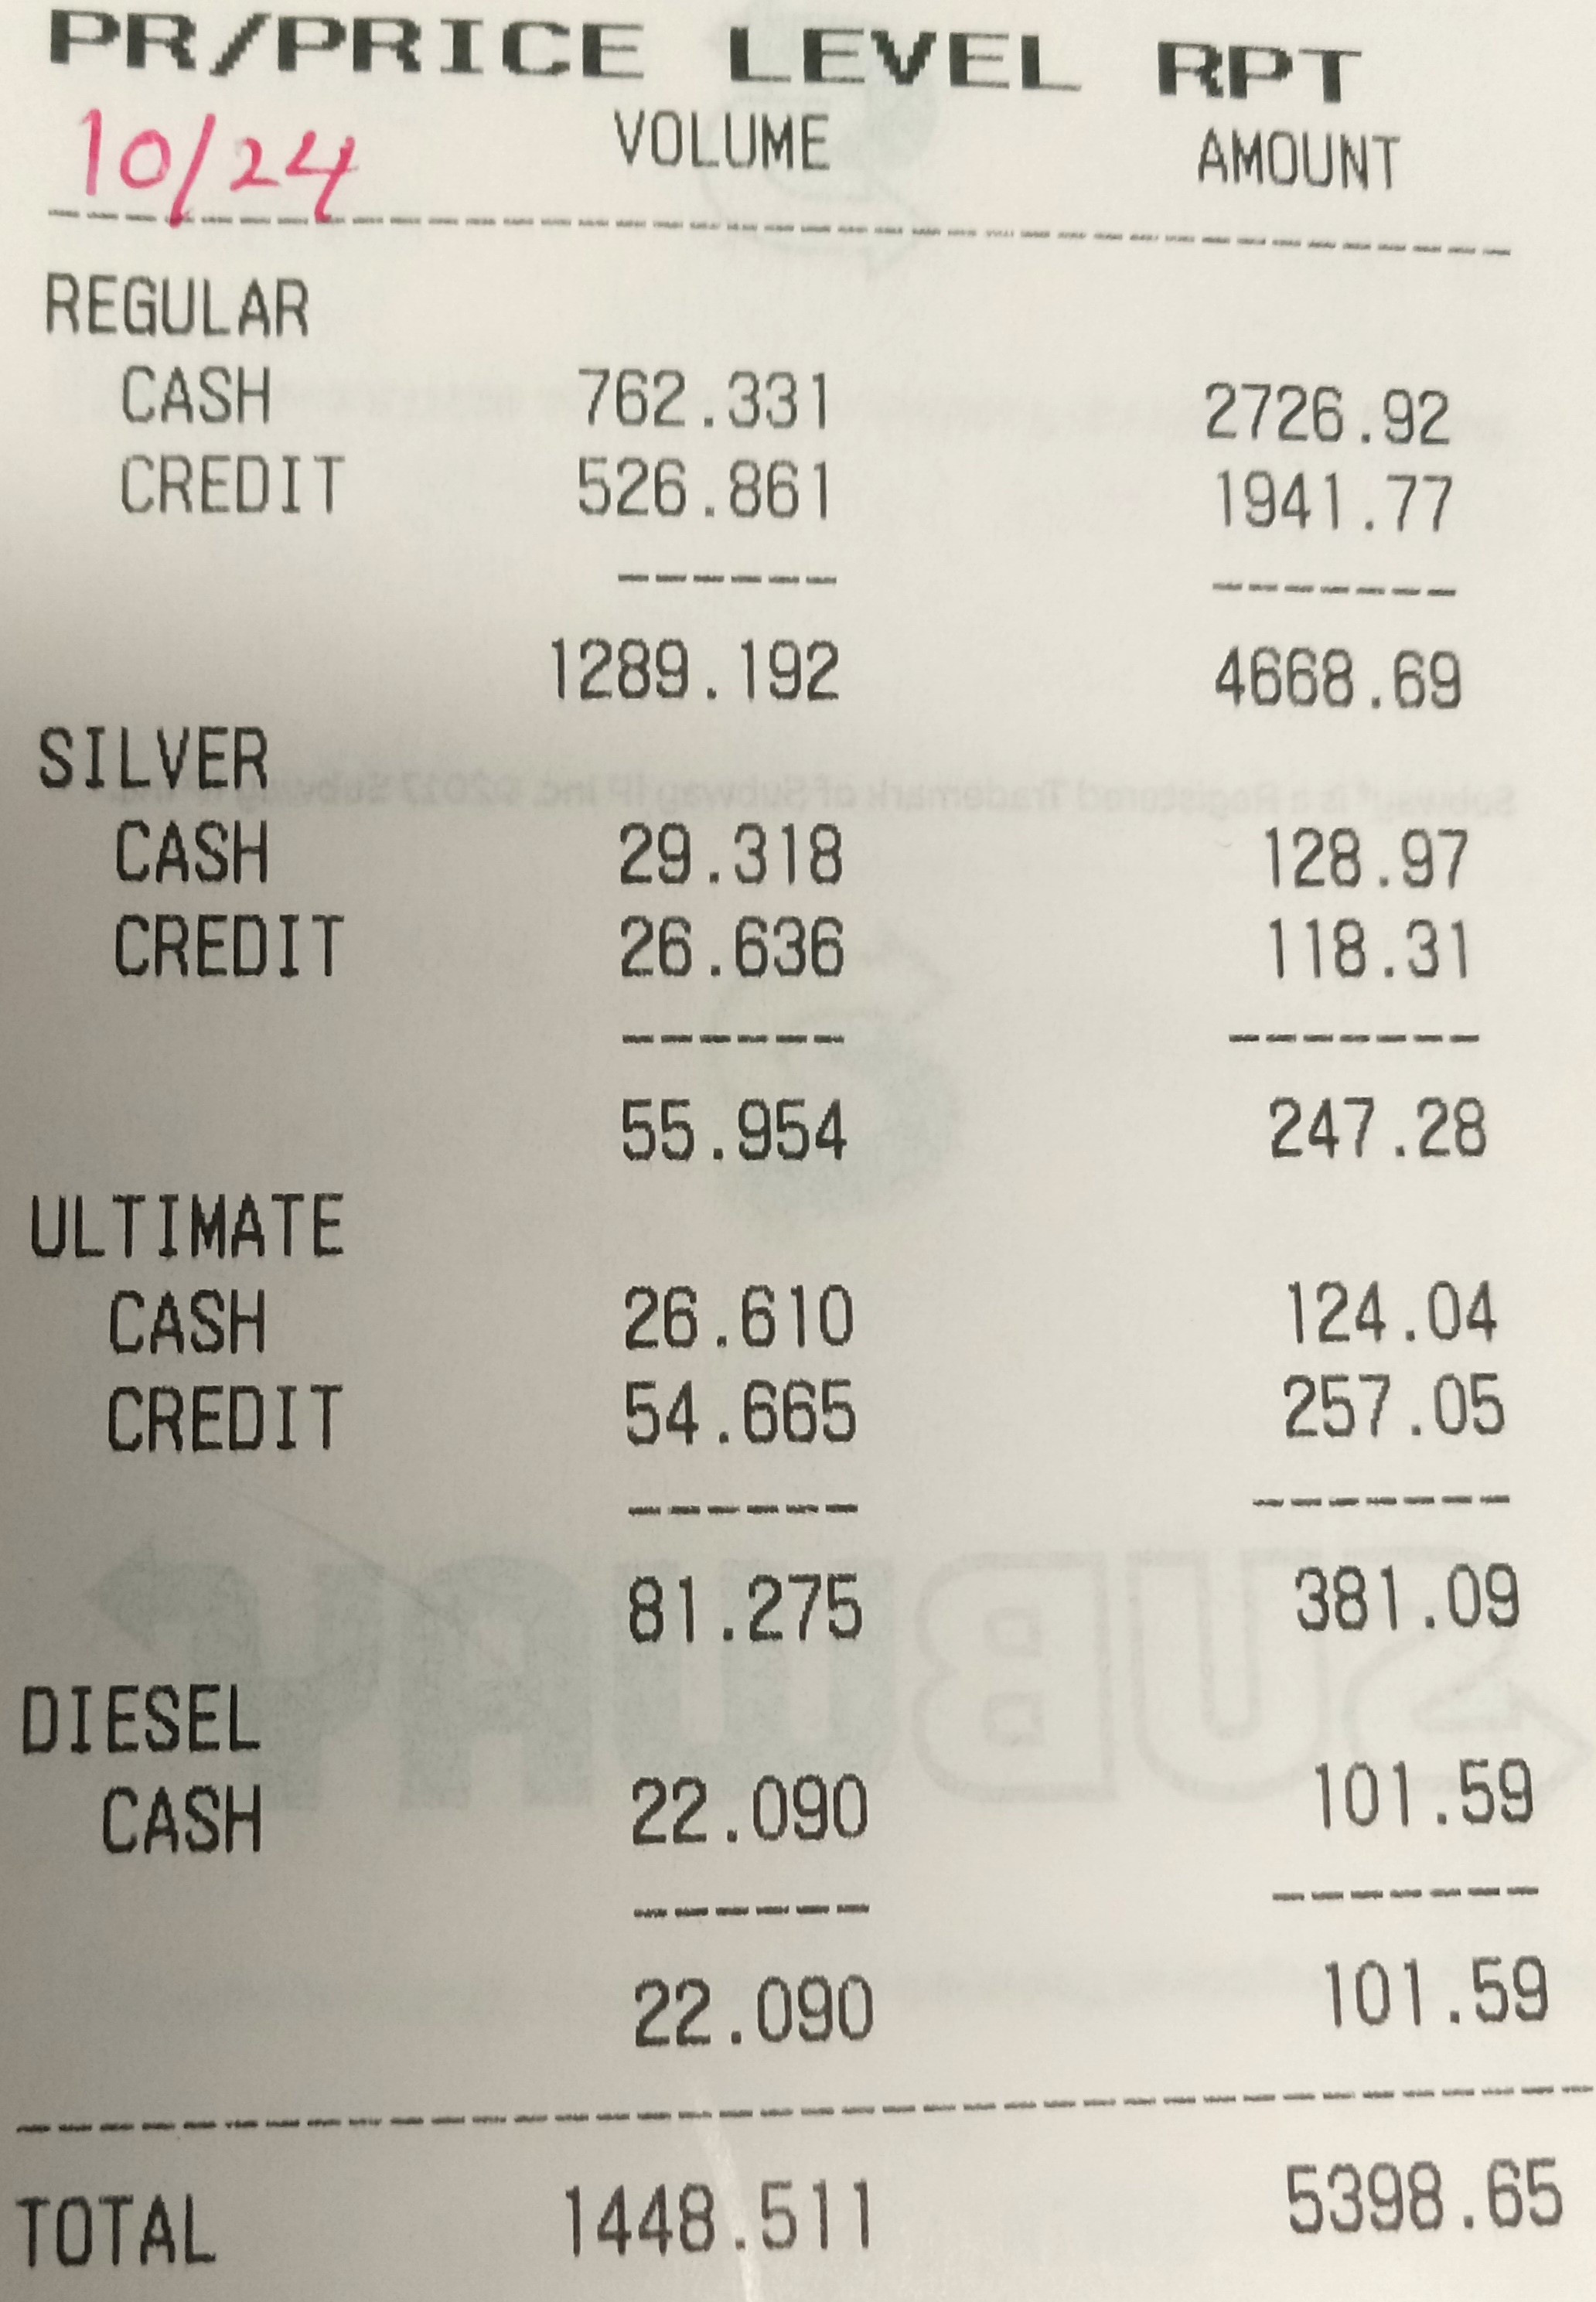 PR/PRICE LEVEL RPT
10/24 VOLUME AMOUNT
REGULAR
CASH 762.331 2726.92
CREDIT 526.861 1941.77
1289.192 4668.69
SILVER
Subway® is a Registered Trademark of Subway IP Inc. ©2017 Subway IP Inc.
CASH 29.318 128.97
CREDIT 26.636 118.31
55.954 247.28
ULTIMATE
CASH 26.610 124.04
CREDIT 54.665 257.05
81.275 381.09
SUBWAY
DIESEL
CASH 22.090 101.59
22.090 101.59
TOTAL 1448.511 5398.65